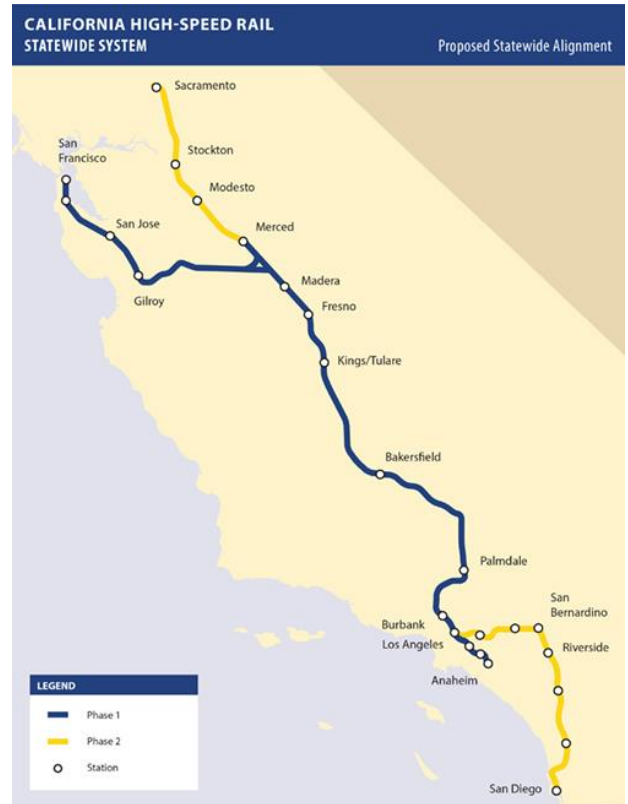 CALIFORNIA HIGH-SPEED RAIL
STATEWIDE SYSTEM
Proposed Statewide Alignment
Sacramento
San
Francisco
Stockton
Modesto
San Jose
Merced
Gilroy
Madera
Fresno
Kings/Tulare
Bakersfield
Palmdale
Burbank
Los Angeles
Anaheim
San
Bernardino
Riverside
San Diego
LEGEND
Phase 1
Phase 2
Station